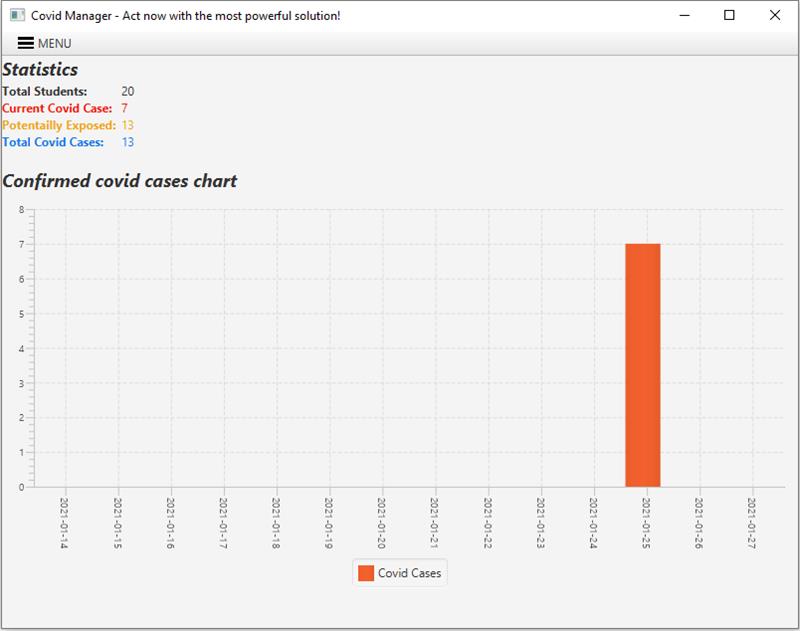 Covid Manager - Act now with the most powerful solution!
MENU
Statistics
Total Students: 20
Current Covid Case: 7
Potentailly Exposed: 13
Total Covid Cases: 13
Confirmed covid cases chart
8
7
6
5
4
3
2
1
0
2021-01-14
2021-01-15
2021-01-16
2021-01-17
2021-01-18
2021-01-19
2021-01-20
2021-01-21
2021-01-22
2021-01-23
2021-01-24
2021-01-25
2021-01-26
2021-01-27
Covid Cases